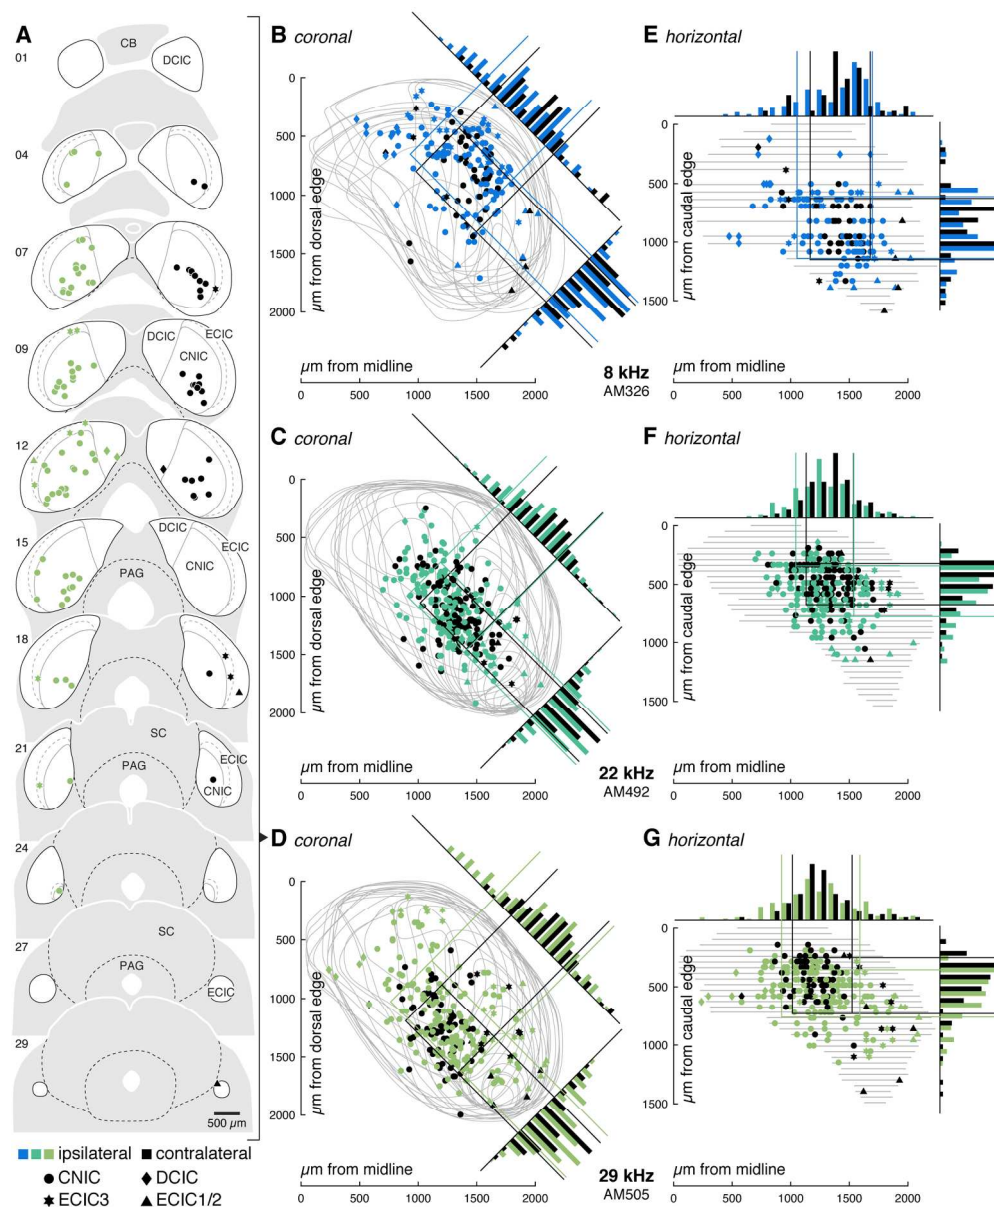 A
01
CB
DCIC
04
07
09
DCIC
ECIC
CNIC
12
15
DCIC
ECIC
PAG
CNIC
18
21
SC
PAG
ECIC
CNIC
24
27
SC
PAG
ECIC
29
500 µm
ipsilateral
contralateral
CNIC
DCIC
ECIC3
ECIC1/2
B coronal
0
500
1000
1500
2000
µm from dorsal edge
µm from midline
0 500 1000 1500 2000
8 kHz
AM326
E horizontal
0
500
1000
1500
µm from caudal edge
µm from midline
0 500 1000 1500 2000
C coronal
0
500
1000
1500
2000
µm from dorsal edge
µm from midline
0 500 1000 1500 2000
22 kHz
AM492
F horizontal
0
500
1000
1500
µm from caudal edge
µm from midline
0 500 1000 1500 2000
D coronal
0
500
1000
1500
2000
µm from dorsal edge
µm from midline
0 500 1000 1500 2000
29 kHz
AM505
G horizontal
0
500
1000
1500
µm from caudal edge
µm from midline
0 500 1000 1500 2000